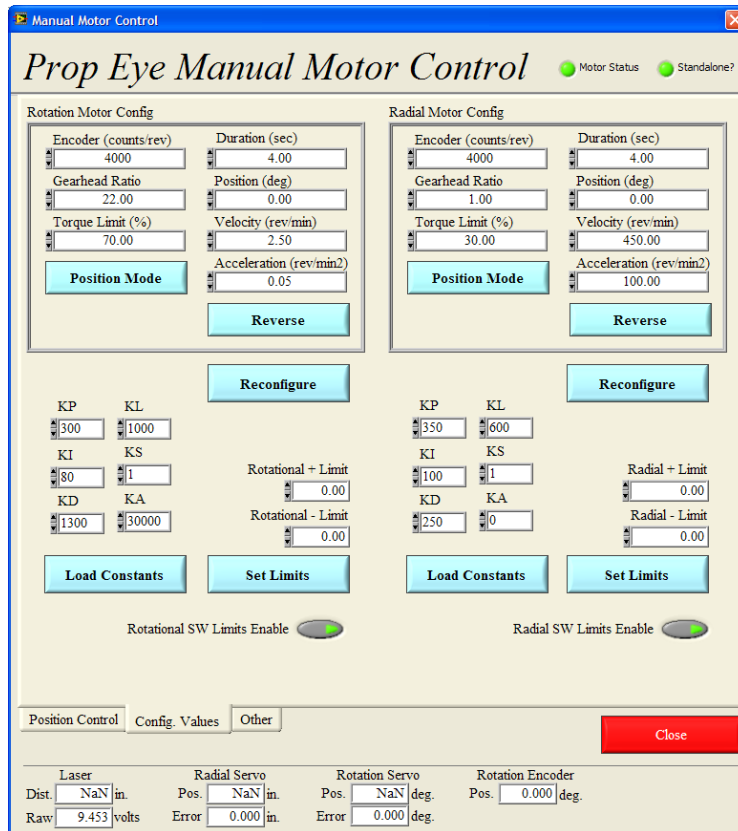 Manual Motor Control
Prop Eye Manual Motor Control
Motor Status
Standalone?
Rotation Motor Config
Encoder (counts/rev)
4000
Duration (sec)
4.00
Gearhead Ratio
22.00
Position (deg)
0.00
Torque Limit (%)
70.00
Velocity (rev/min)
2.50
Position Mode
Acceleration (rev/min2)
0.05
Reverse
Reconfigure
KP
300
KL
1000
KI
80
KS
1
KD
1300
KA
30000
Rotational + Limit
0.00
Rotational - Limit
0.00
Load Constants
Set Limits
Rotational SW Limits Enable
Radial Motor Config
Encoder (counts/rev)
4000
Duration (sec)
4.00
Gearhead Ratio
1.00
Position (deg)
0.00
Torque Limit (%)
30.00
Velocity (rev/min)
450.00
Position Mode
Acceleration (rev/min2)
100.00
Reverse
Reconfigure
KP
350
KL
600
KI
100
KS
1
KD
250
KA
0
Radial + Limit
0.00
Radial - Limit
0.00
Load Constants
Set Limits
Radial SW Limits Enable
Position Control
Config. Values
Other
Close
Laser
Dist. NaN in.
Raw 9.453 volts
Radial Servo
Pos. NaN in.
Error 0.000 in.
Rotation Servo
Pos. NaN deg.
Error 0.000 deg.
Rotation Encoder
Pos. 0.000 deg.